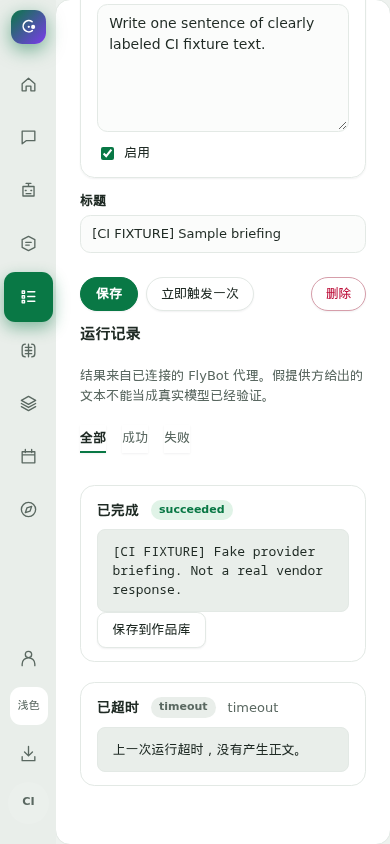 Write one sentence of clearly
labeled CI fixture text.
启用
标题
[CI FIXTURE] Sample briefing
保存
立即触发一次
删除
运行记录
结果来自已连接的 FlyBot 代理。假提供方给出的
文本不能当成真实模型已经验证。
全部
成功
失败
已完成
succeeded
[CI FIXTURE] Fake provider
briefing. Not a real vendor
response.
保存到作品库
已超时
timeout
timeout
上一次运行超时，没有产生正文。
浅色
CI